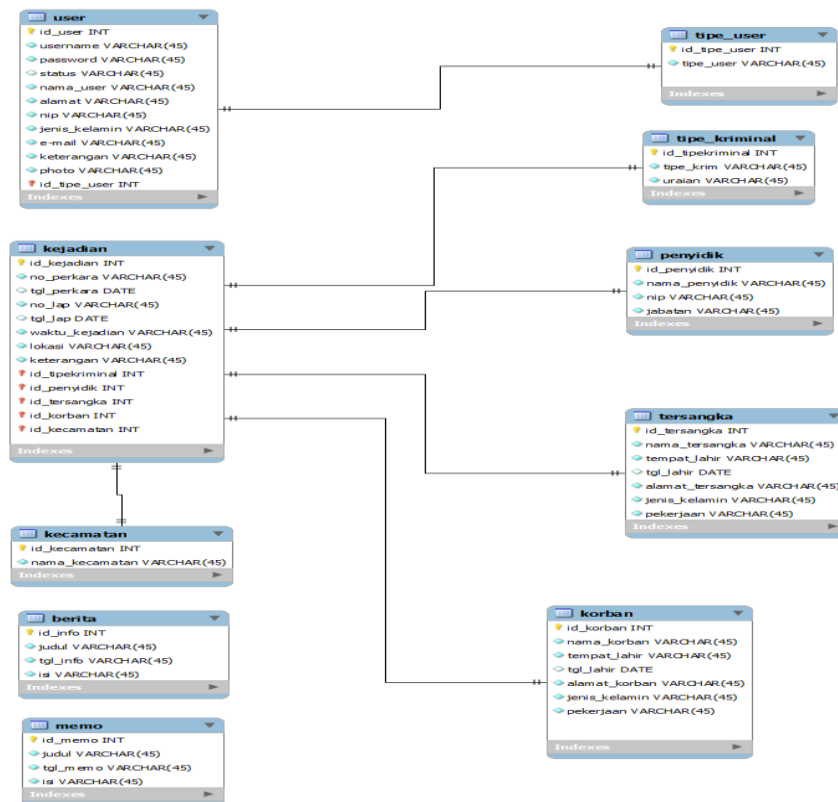 user
id_user INT
username VARCHAR(45)
password VARCHAR(45)
status VARCHAR(45)
nama_user VARCHAR(45)
alamat VARCHAR(45)
nip VARCHAR(45)
jenis_kelamin VARCHAR(45)
e-mail VARCHAR(45)
keterangan VARCHAR(45)
photo VARCHAR(45)
id_tipe_user INT
Indexes
tipe_user
id_tipe_user INT
tipe_user VARCHAR(45)
Indexes
tipe_kriminal
id_tipekriminal INT
tipe_krim VARCHAR(45)
uraian VARCHAR(45)
Indexes
kejadian
id_kejadian INT
no_perkara VARCHAR(45)
tgl_perkara DATE
no_lap VARCHAR(45)
tgl_lap DATE
waktu_kejadian VARCHAR(45)
lokasi VARCHAR(45)
keterangan VARCHAR(45)
id_tipekriminal INT
id_penyidik INT
id_tersangka INT
id_korban INT
id_kecamatan INT
Indexes
penyidik
id_penyidik INT
nama_penyidik VARCHAR(45)
nip VARCHAR(45)
jabatan VARCHAR(45)
Indexes
tersangka
id_tersangka INT
nama_tersangka VARCHAR(45)
tempat_lahir VARCHAR(45)
tgl_lahir DATE
alamat_tersangka VARCHAR(45)
jenis_kelamin VARCHAR(45)
pekerjaan VARCHAR(45)
Indexes
kecamatan
id_kecamatan INT
nama_kecamatan VARCHAR(45)
Indexes
berita
id_info INT
judul VARCHAR(45)
tgl_info VARCHAR(45)
isi VARCHAR(45)
Indexes
korban
id_korban INT
nama_korban VARCHAR(45)
tempat_lahir VARCHAR(45)
tgl_lahir DATE
alamat_korban VARCHAR(45)
jenis_kelamin VARCHAR(45)
pekerjaan VARCHAR(45)
Indexes
memo
id_memo INT
judul VARCHAR(45)
tgl_memo VARCHAR(45)
isi VARCHAR(45)
Indexes